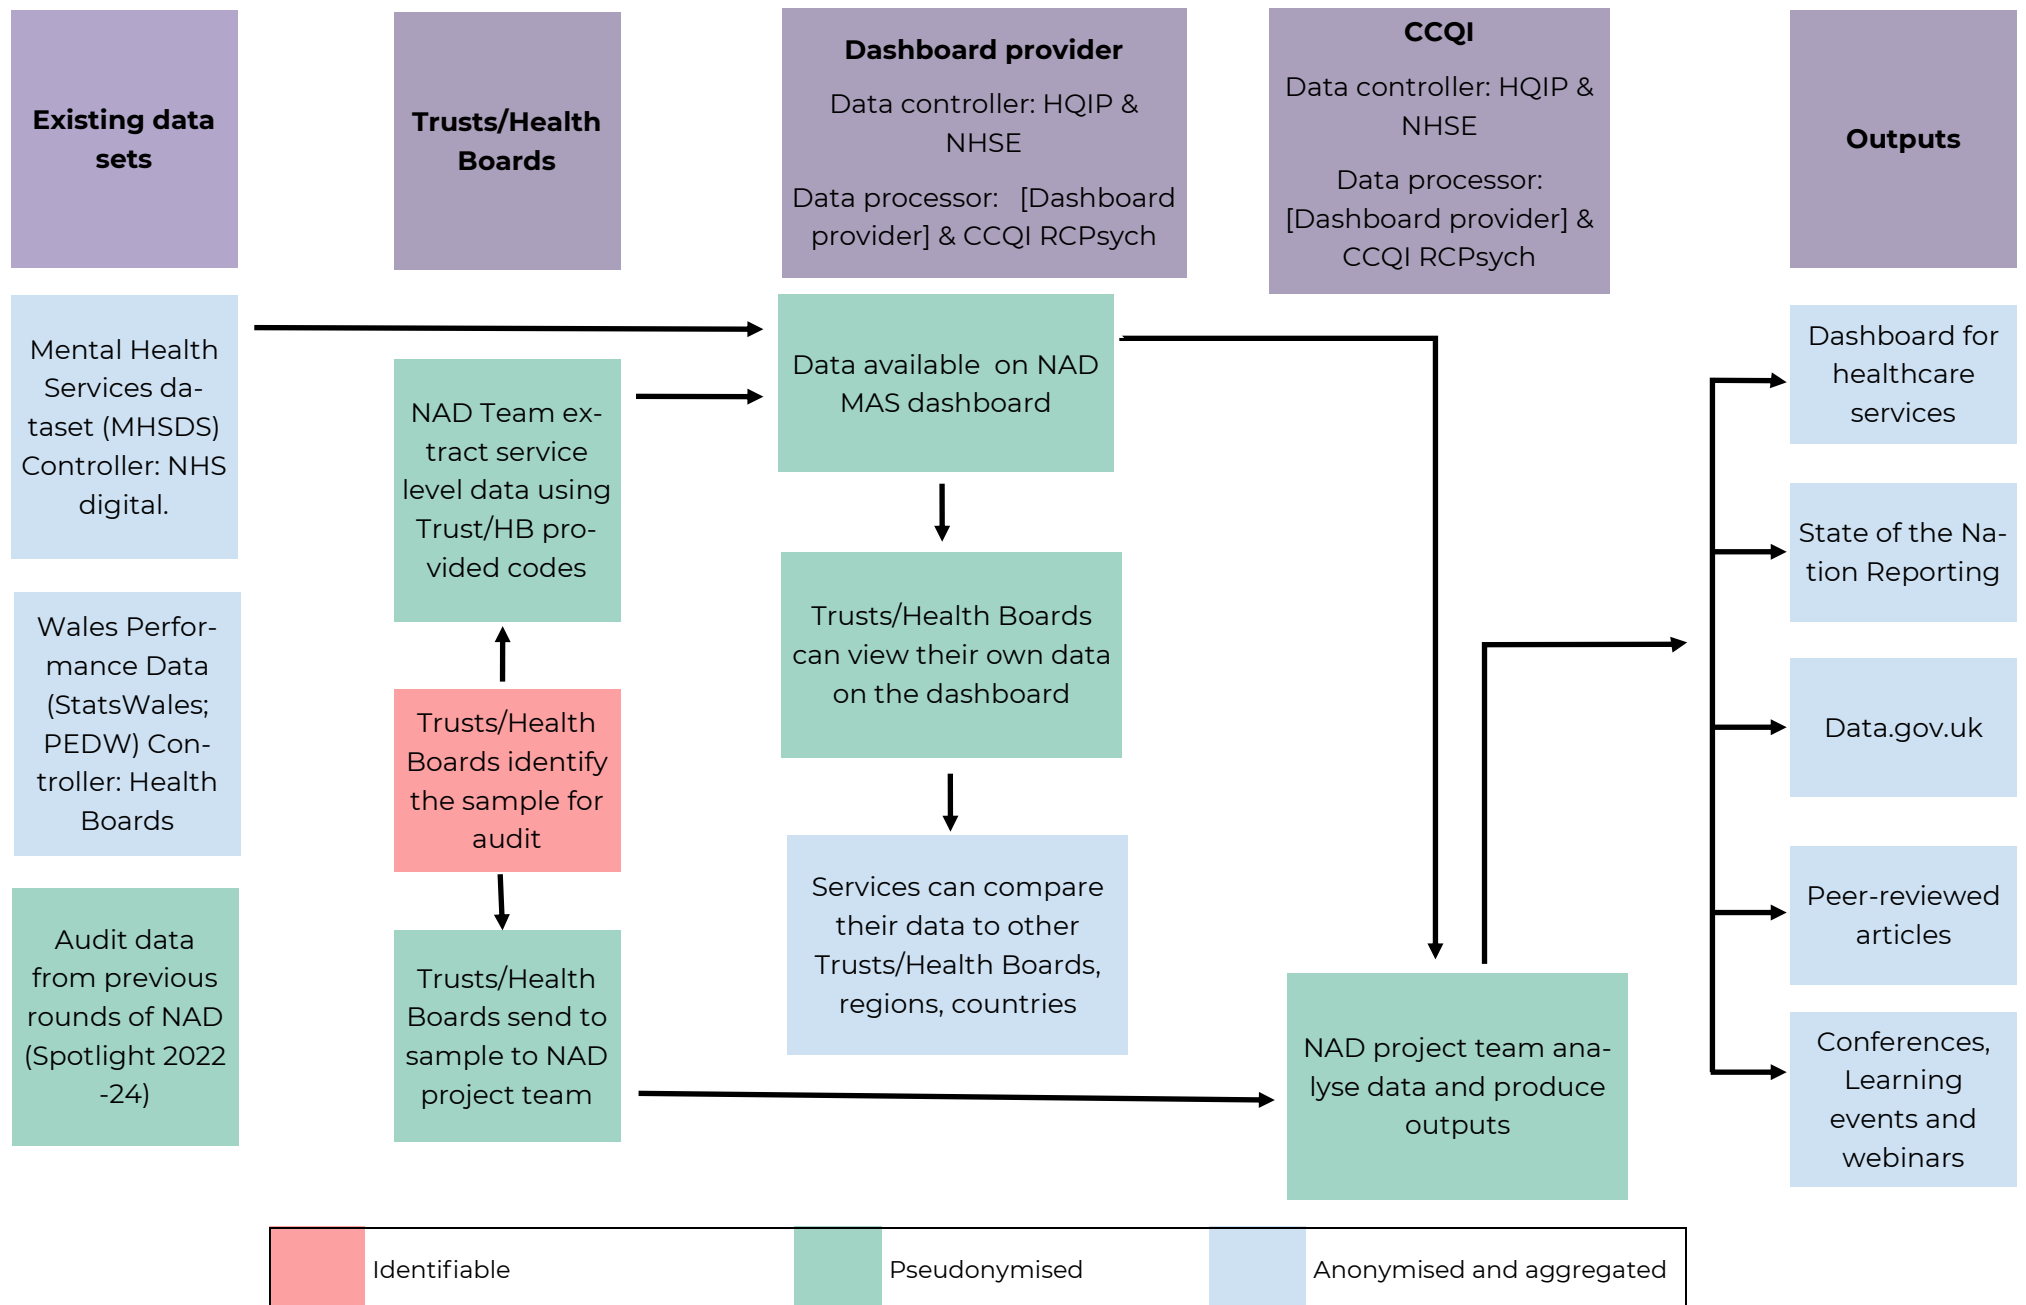 Existing data
sets
Trusts/Health
Boards
Dashboard provider
Data controller: HQIP &
NHSE
Data processor: [Dashboard
provider] & CCQI RCPsych
CCQI
Data controller: HQIP &
NHSE
Data processor:
[Dashboard provider] &
CCQI RCPsych
Outputs
Mental Health
Services da-
taset (MHSDS)
Controller: NHS
digital.
Wales Perfor-
mance Data
(StatsWales;
PEDW) Con-
troller: Health
Boards
Audit data
from previous
rounds of NAD
(Spotlight 2022
-24)
NAD Team ex-
tract service
level data using
Trust/HB pro-
vided codes
Trusts/Health
Boards identify
the sample for
audit
Trusts/Health
Boards send to
sample to NAD
project team
Data available on NAD
MAS dashboard
Trusts/Health Boards
can view their own data
on the dashboard
Services can compare
their data to other
Trusts/Health Boards,
regions, countries
NAD project team ana-
lyse data and produce
outputs
Dashboard for
healthcare
services
State of the Na-
tion Reporting
Data.gov.uk
Peer-reviewed
articles
Conferences,
Learning
events and
webinars
Identifiable
Pseudonymised
Anonymised and aggregated